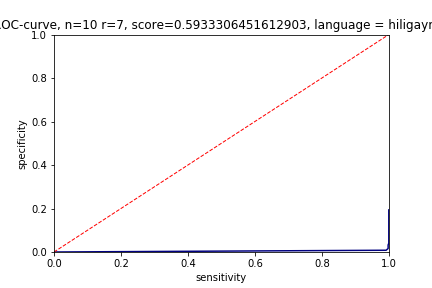 OC-curve, n=10 r=7, score=0.5933306451612903, language = hiligayn
1.0
0.8
0.6
0.4
0.2
0.0
specificity
0.0 0.2 0.4 0.6 0.8 1.0
sensitivity